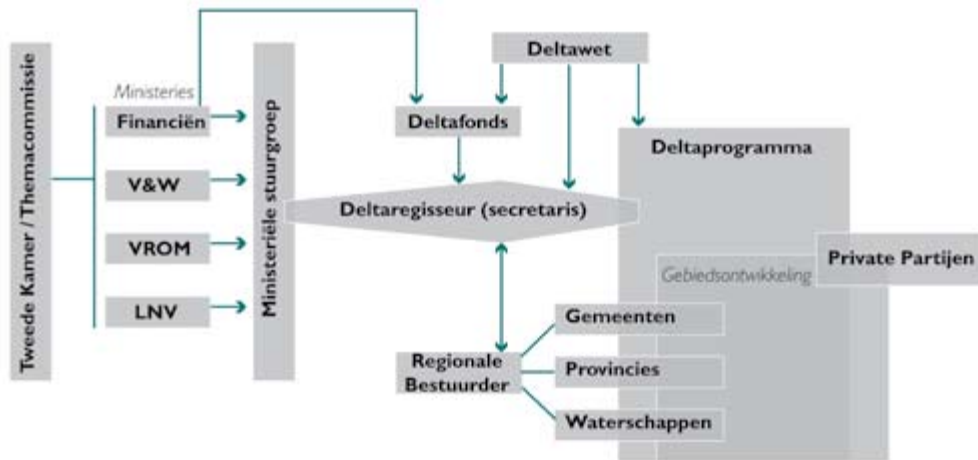 Tweede Kamer / Themacommissie
Ministeries
Financiën
V&W
VROM
LNV
Ministeriële stuurgroep
Deltawet
Deltafonds
Deltaprogramma
Deltaregisseur (secretaris)
Private Partijen
Gebiedsontwikkeling
Gemeenten
Regionale
Bestuurder
Provincies
Waterschappen